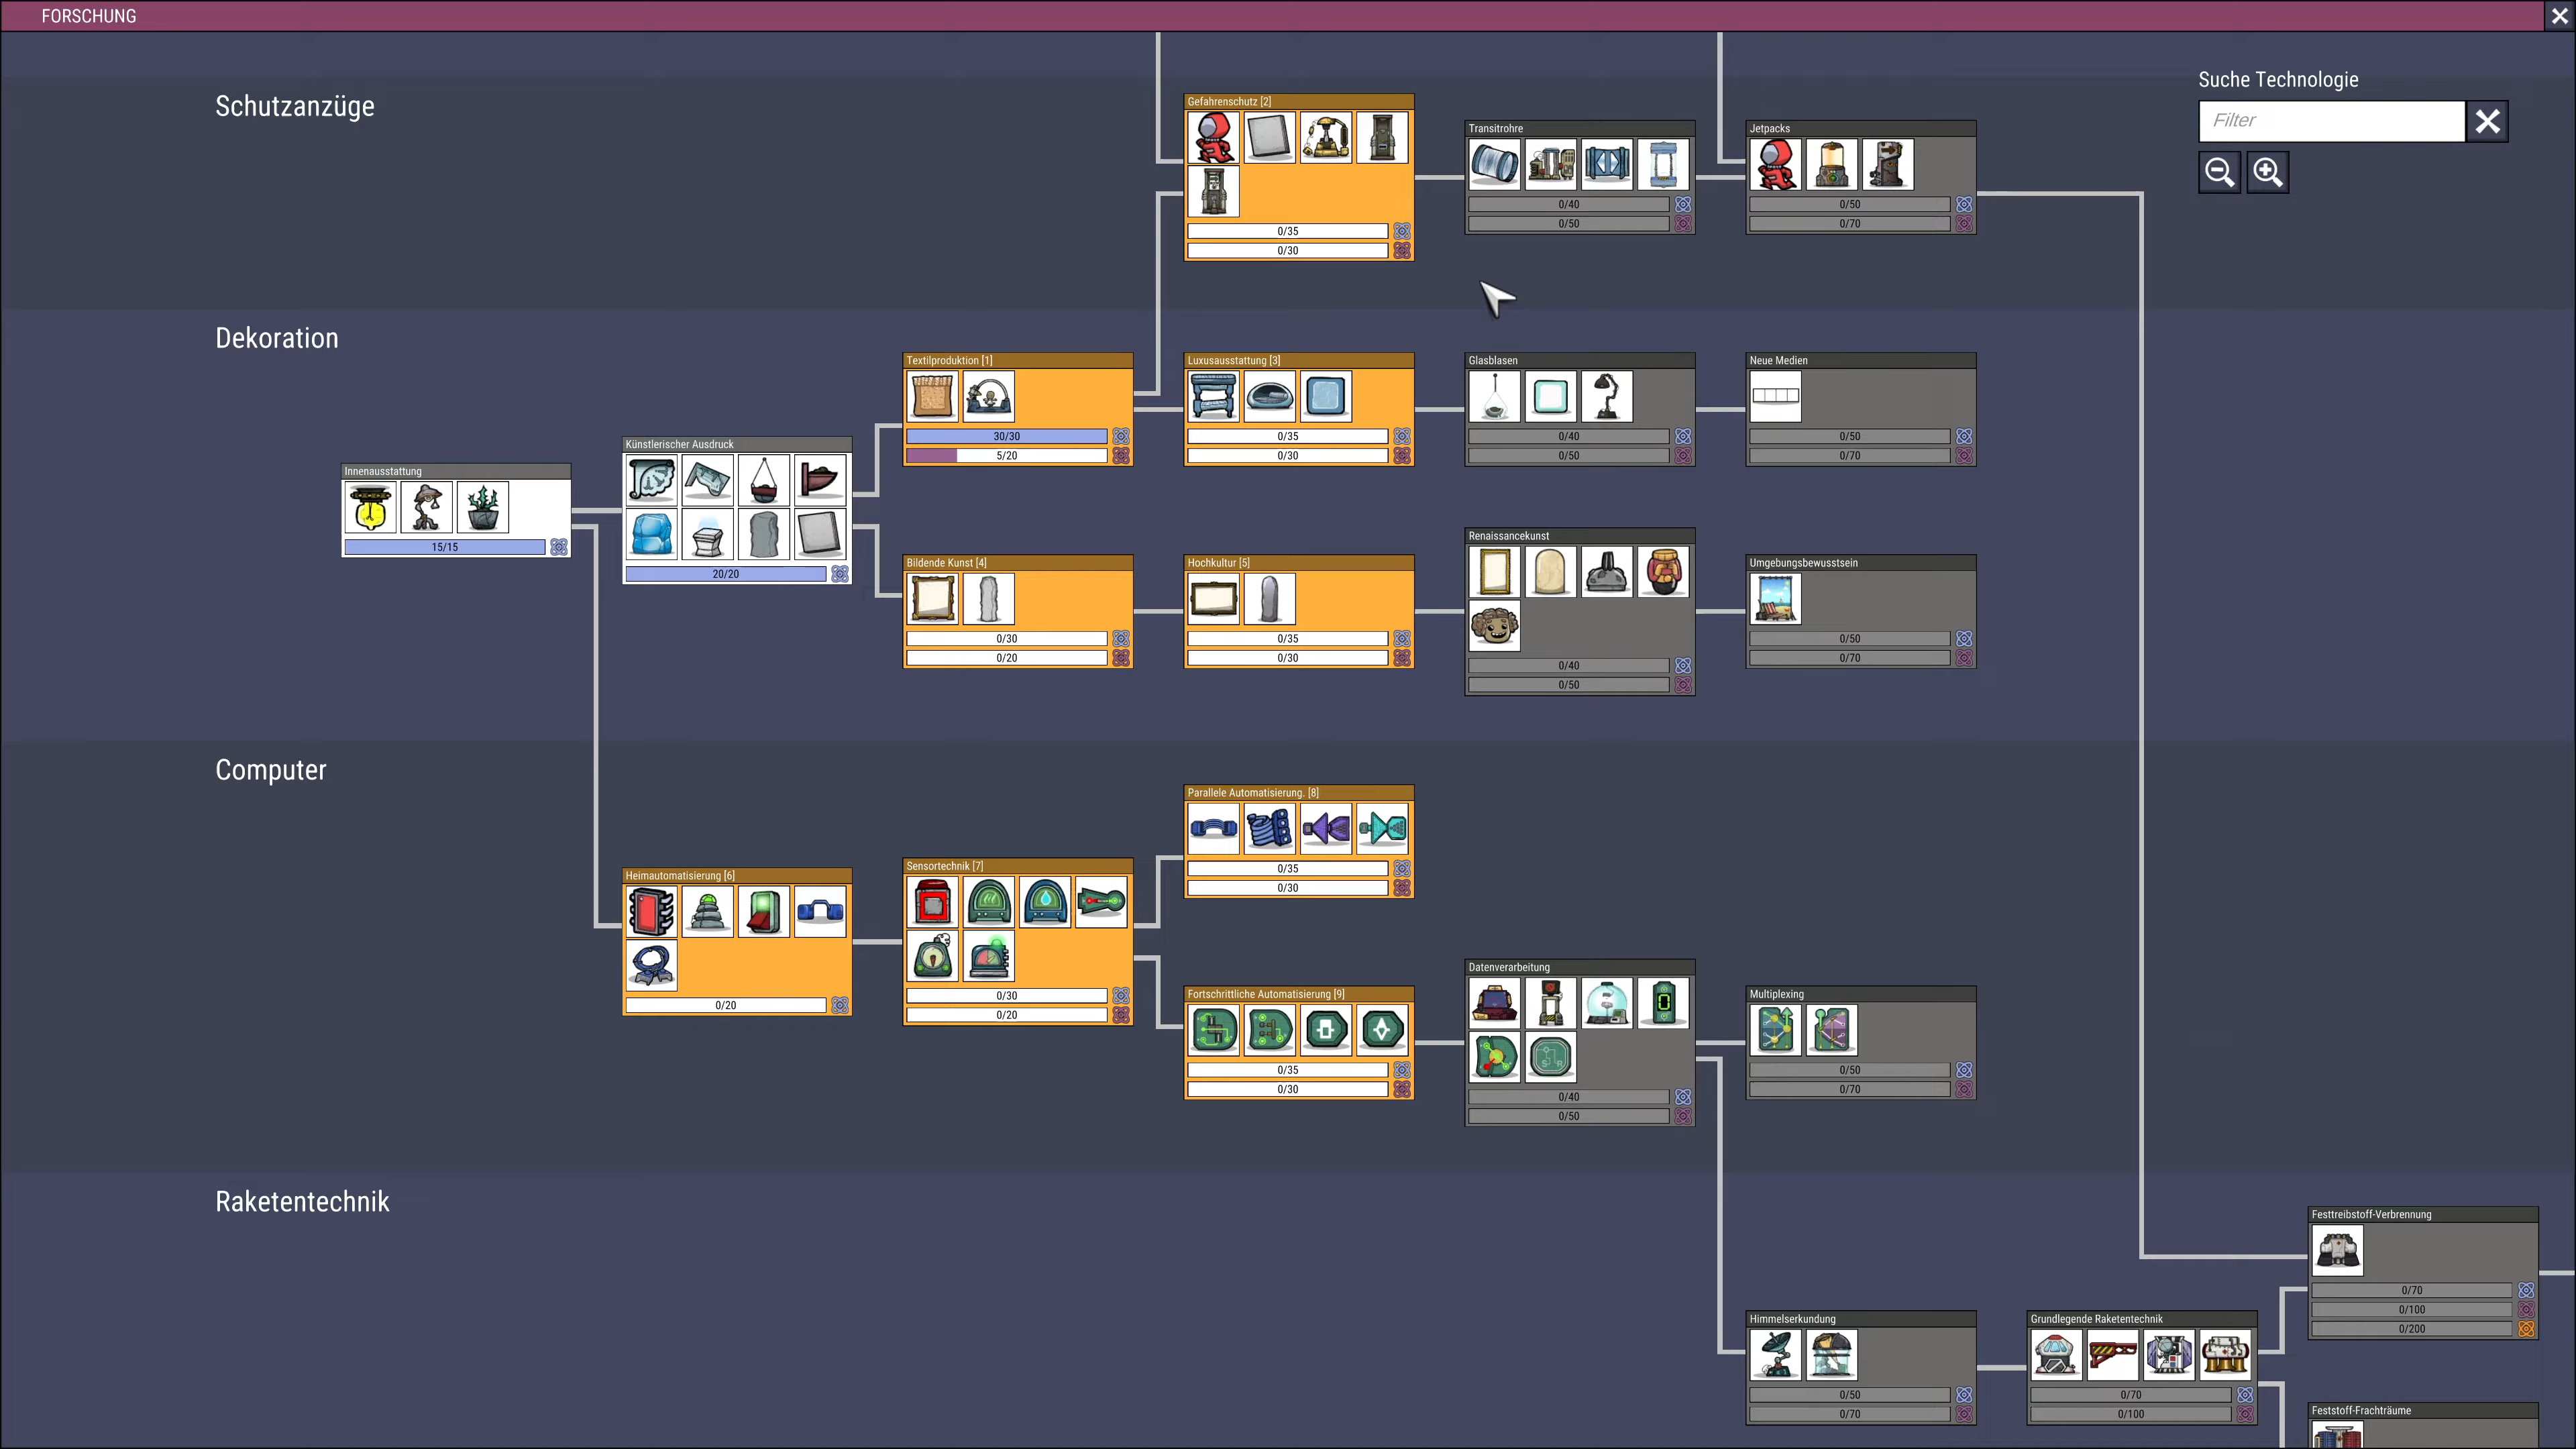 FORSCHUNG
Schutzanzüge
Gefahrenschutz [2]
0/35
0/30
Transitrohre
0/40
0/50
Jetpacks
0/50
0/70
Suche Technologie
Filter
Dekoration
Textilproduktion [1]
30/30
5/20
Luxusausstattung [3]
0/35
0/30
Glasblasen
0/40
0/50
Neue Medien
0/50
0/70
Innenausstattung
15/15
Künstlerischer Ausdruck
20/20
Bildende Kunst [4]
0/30
0/20
Hochkultur [5]
0/35
0/30
Renaissancekunst
0/40
0/50
Umgebungsbewusstsein
0/50
0/70
Computer
Heimautomatisierung [6]
0/20
Sensortechnik [7]
0/30
0/20
Parallele Automatisierung. [8]
0/35
0/30
Fortschrittliche Automatisierung [9]
0/35
0/30
Datenverarbeitung
0/40
0/50
Multiplexing
0/50
0/70
Raketentechnik
Himmelserkundung
0/50
0/70
Grundlegende Raketentechnik
0/70
0/100
Festtreibstoff-Verbrennung
0/70
0/100
0/200
Feststoff-Frachträume